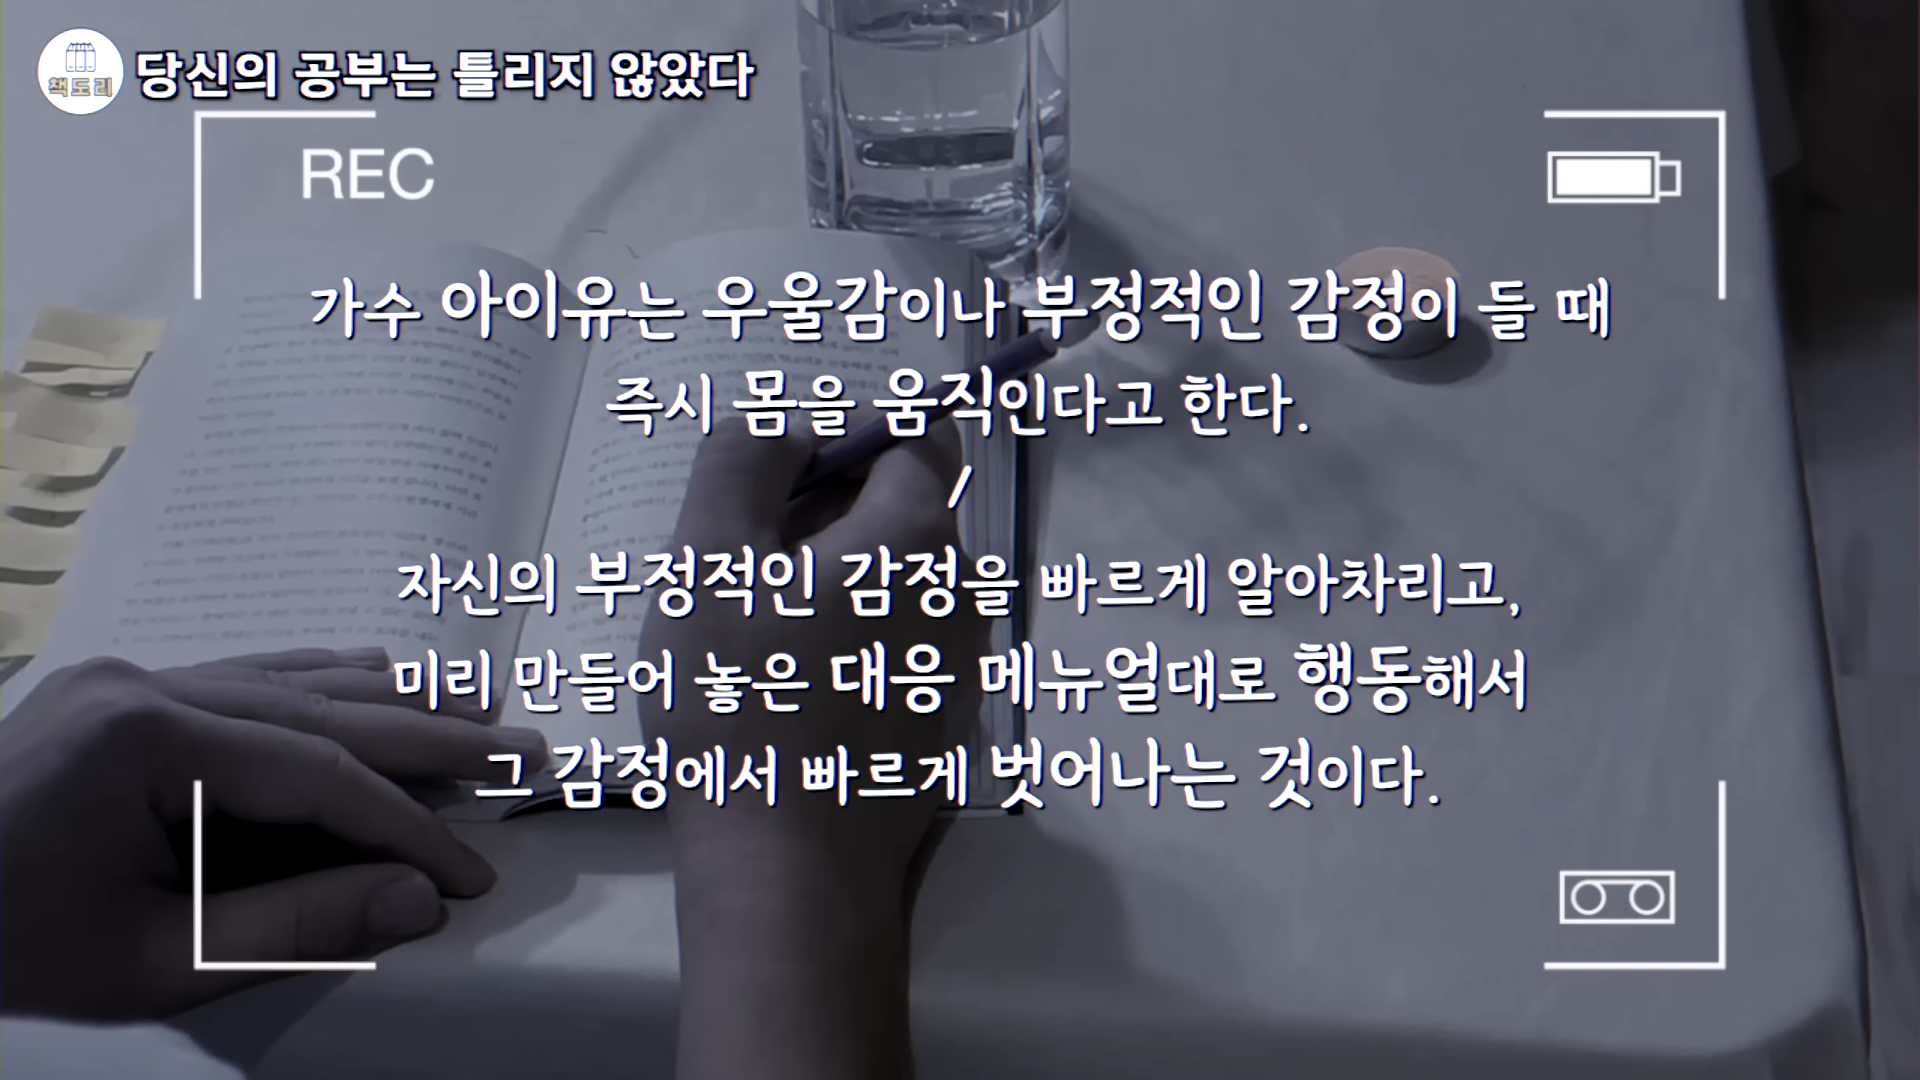 책도리
당신의 공부는 틀리지 않았다
REC
가수 아이유는 우울감이나 부정적인 감정이 들 때
즉시 몸을 움직인다고 한다.
/
자신의 부정적인 감정을 빠르게 알아차리고,
미리 만들어 놓은 대응 메뉴얼대로 행동해서
그 감정에서 빠르게 벗어나는 것이다.